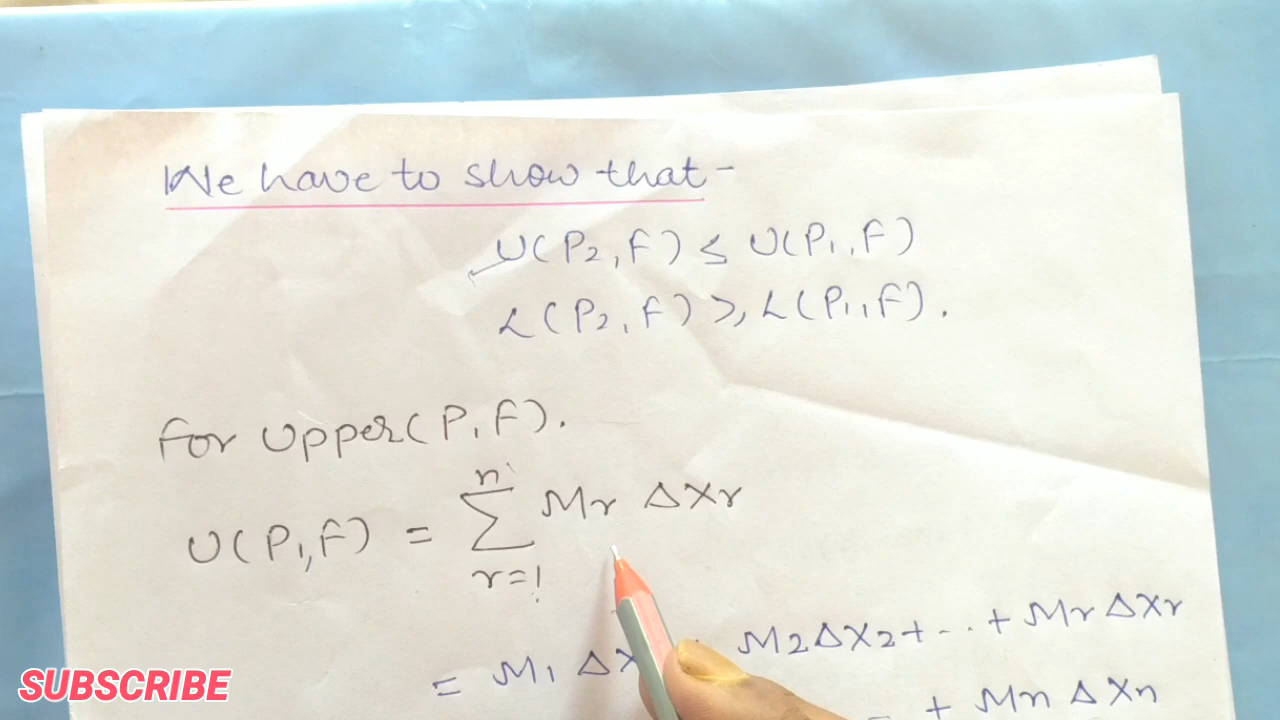 We have to show that -
U(P2, F) ≤ U(P1, F)
L(P2, F) ≥, L(P1, F).
For Upper(P, F).
U(P1, F) = n Σ r=1 Mr ΔXr
= M1 ΔX M2ΔX2 + .. + MrΔXr
+ Mn ΔXn
SUBSCRIBE